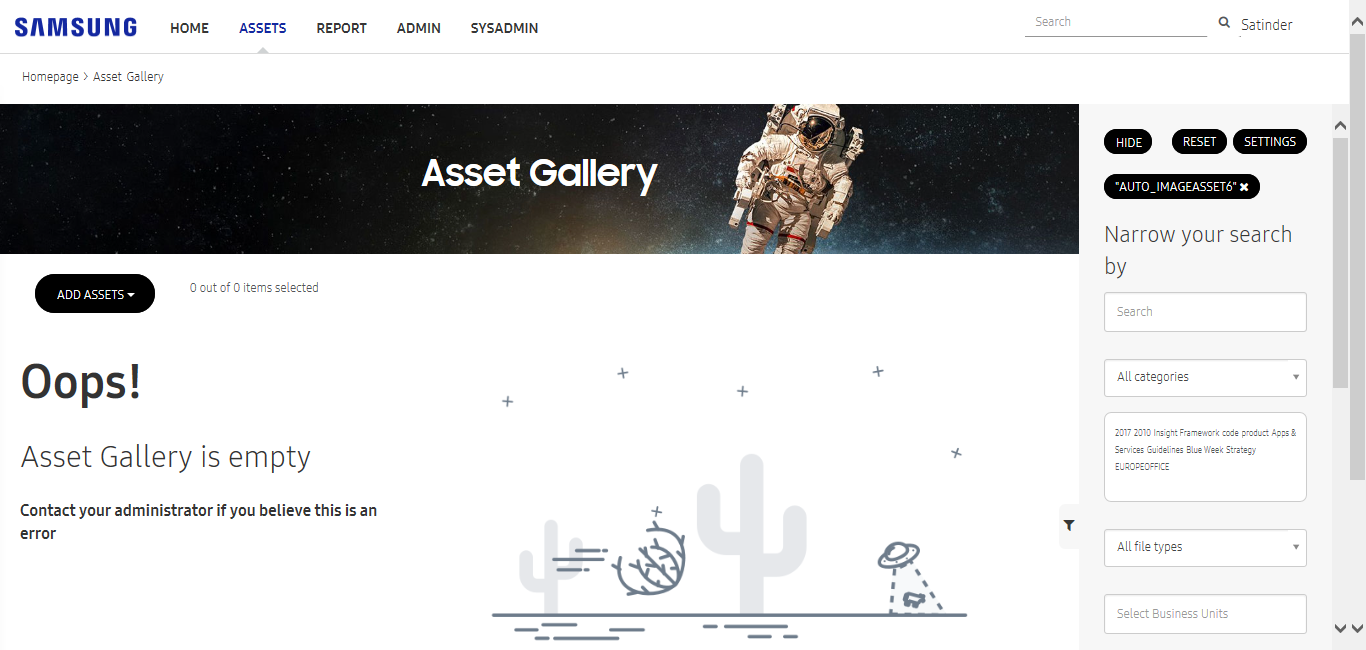 SAMSUNG
HOME ASSETS REPORT ADMIN SYSADMIN
Search
Satinder
Homepage > Asset Gallery
Asset Gallery
HIDE RESET SETTINGS
"AUTO_IMAGEASSET6" ✖
Narrow your search
by
Search
All categories
2017 2010 Insight Framework code product Apps &
Services Guidelines Blue Week Strategy
EUROPEOFFICE
All file types
Select Business Units
ADD ASSETS
0 out of 0 items selected
Oops!
Asset Gallery is empty
Contact your administrator if you believe this is an
error